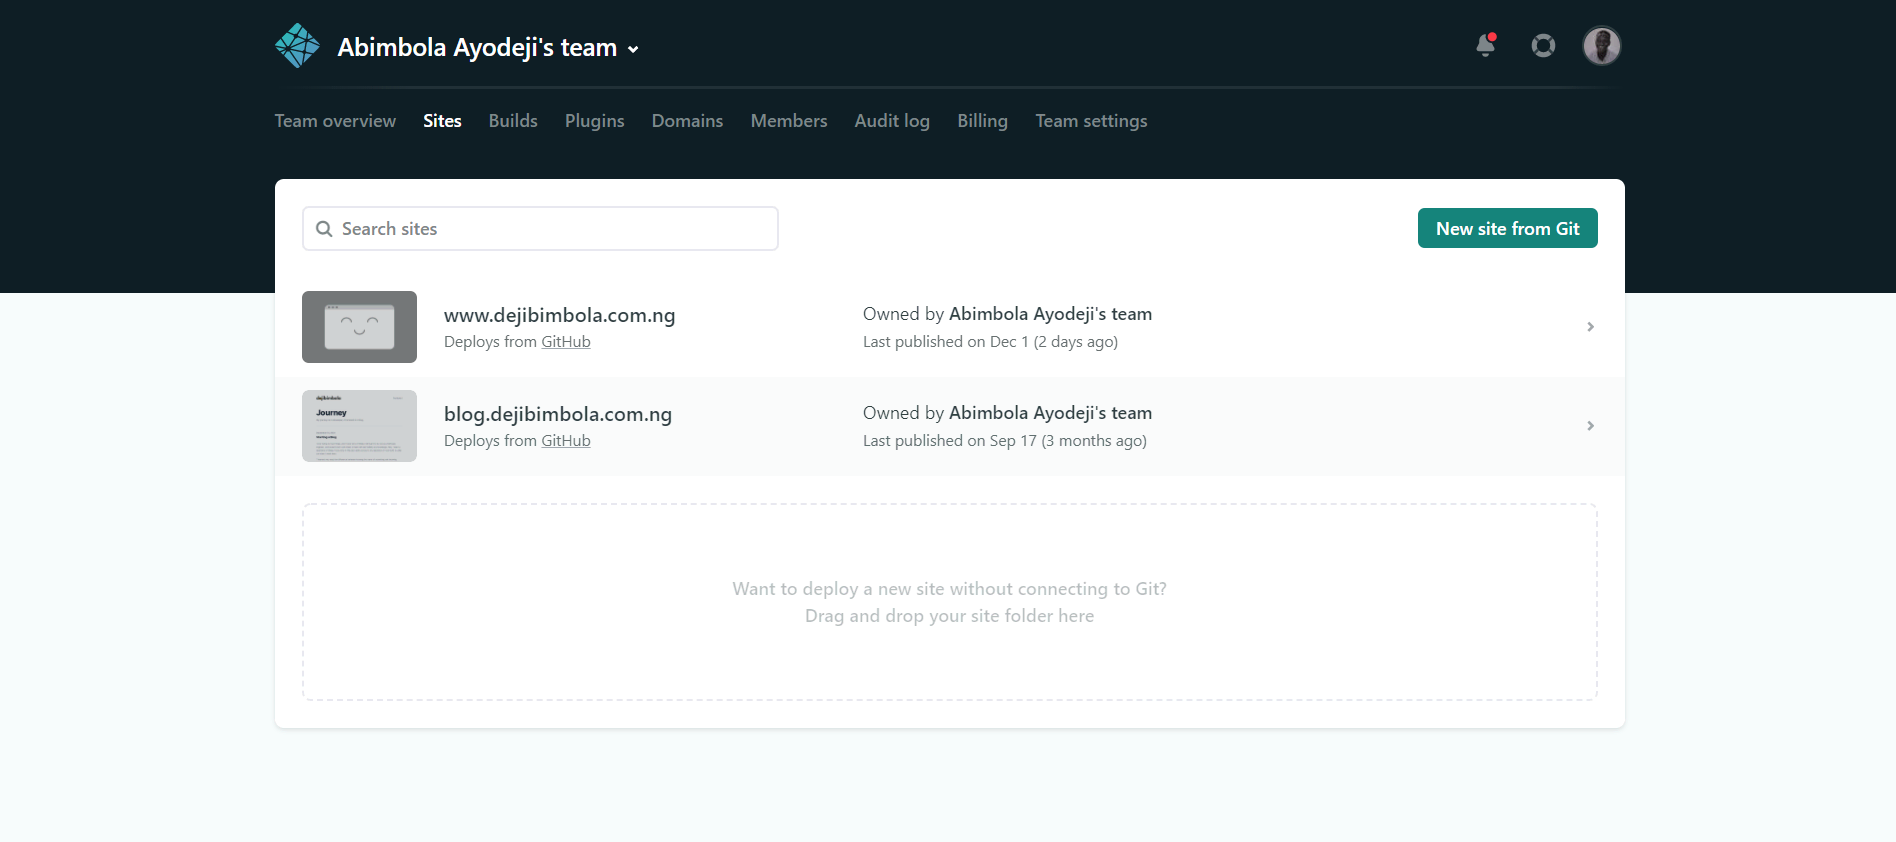 Abimbola Ayodeji's team
Team overview Sites Builds Plugins Domains Members Audit log Billing Team settings
Search sites
New site from Git
www.dejibimbola.com.ng
Deploys from GitHub
Owned by Abimbola Ayodeji's team
Last published on Dec 1 (2 days ago)
dejibimbola
Journey
blog.dejibimbola.com.ng
Deploys from GitHub
Owned by Abimbola Ayodeji's team
Last published on Sep 17 (3 months ago)
Want to deploy a new site without connecting to Git?
Drag and drop your site folder here